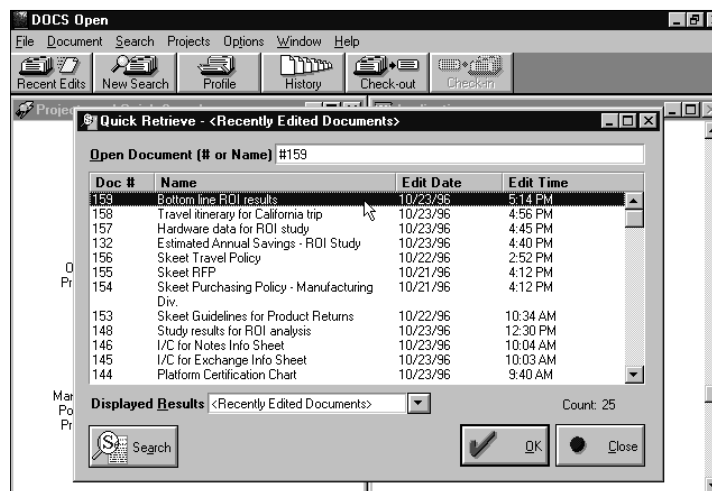 DOCS Open
File Document Search Projects Options Window Help
Recent Edits New Search Profile History Check-out Check-in
Quick Retrieve - <Recently Edited Documents>
Open Document (# or Name) #159
Doc # Name Edit Date Edit Time
159 Bottom line ROI results 10/23/96 5:14 PM
158 Travel itinerary for California trip 10/23/96 4:56 PM
157 Hardware data for ROI study 10/23/96 4:45 PM
132 Estimated Annual Savings - ROI Study 10/23/96 4:40 PM
156 Skeet Travel Policy 10/22/96 2:52 PM
155 Skeet RFP 10/21/96 4:12 PM
154 Skeet Purchasing Policy - Manufacturing 10/21/96 4:12 PM
Div.
153 Skeet Guidelines for Product Returns 10/22/96 10:34 AM
148 Study results for ROI analysis 10/23/96 12:30 PM
146 I/C for Notes Info Sheet 10/23/96 10:04 AM
145 I/C for Exchange Info Sheet 10/23/96 10:03 AM
144 Platform Certification Chart 10/23/96 9:40 AM
Displayed Results <Recently Edited Documents> Count: 25
Search OK Close